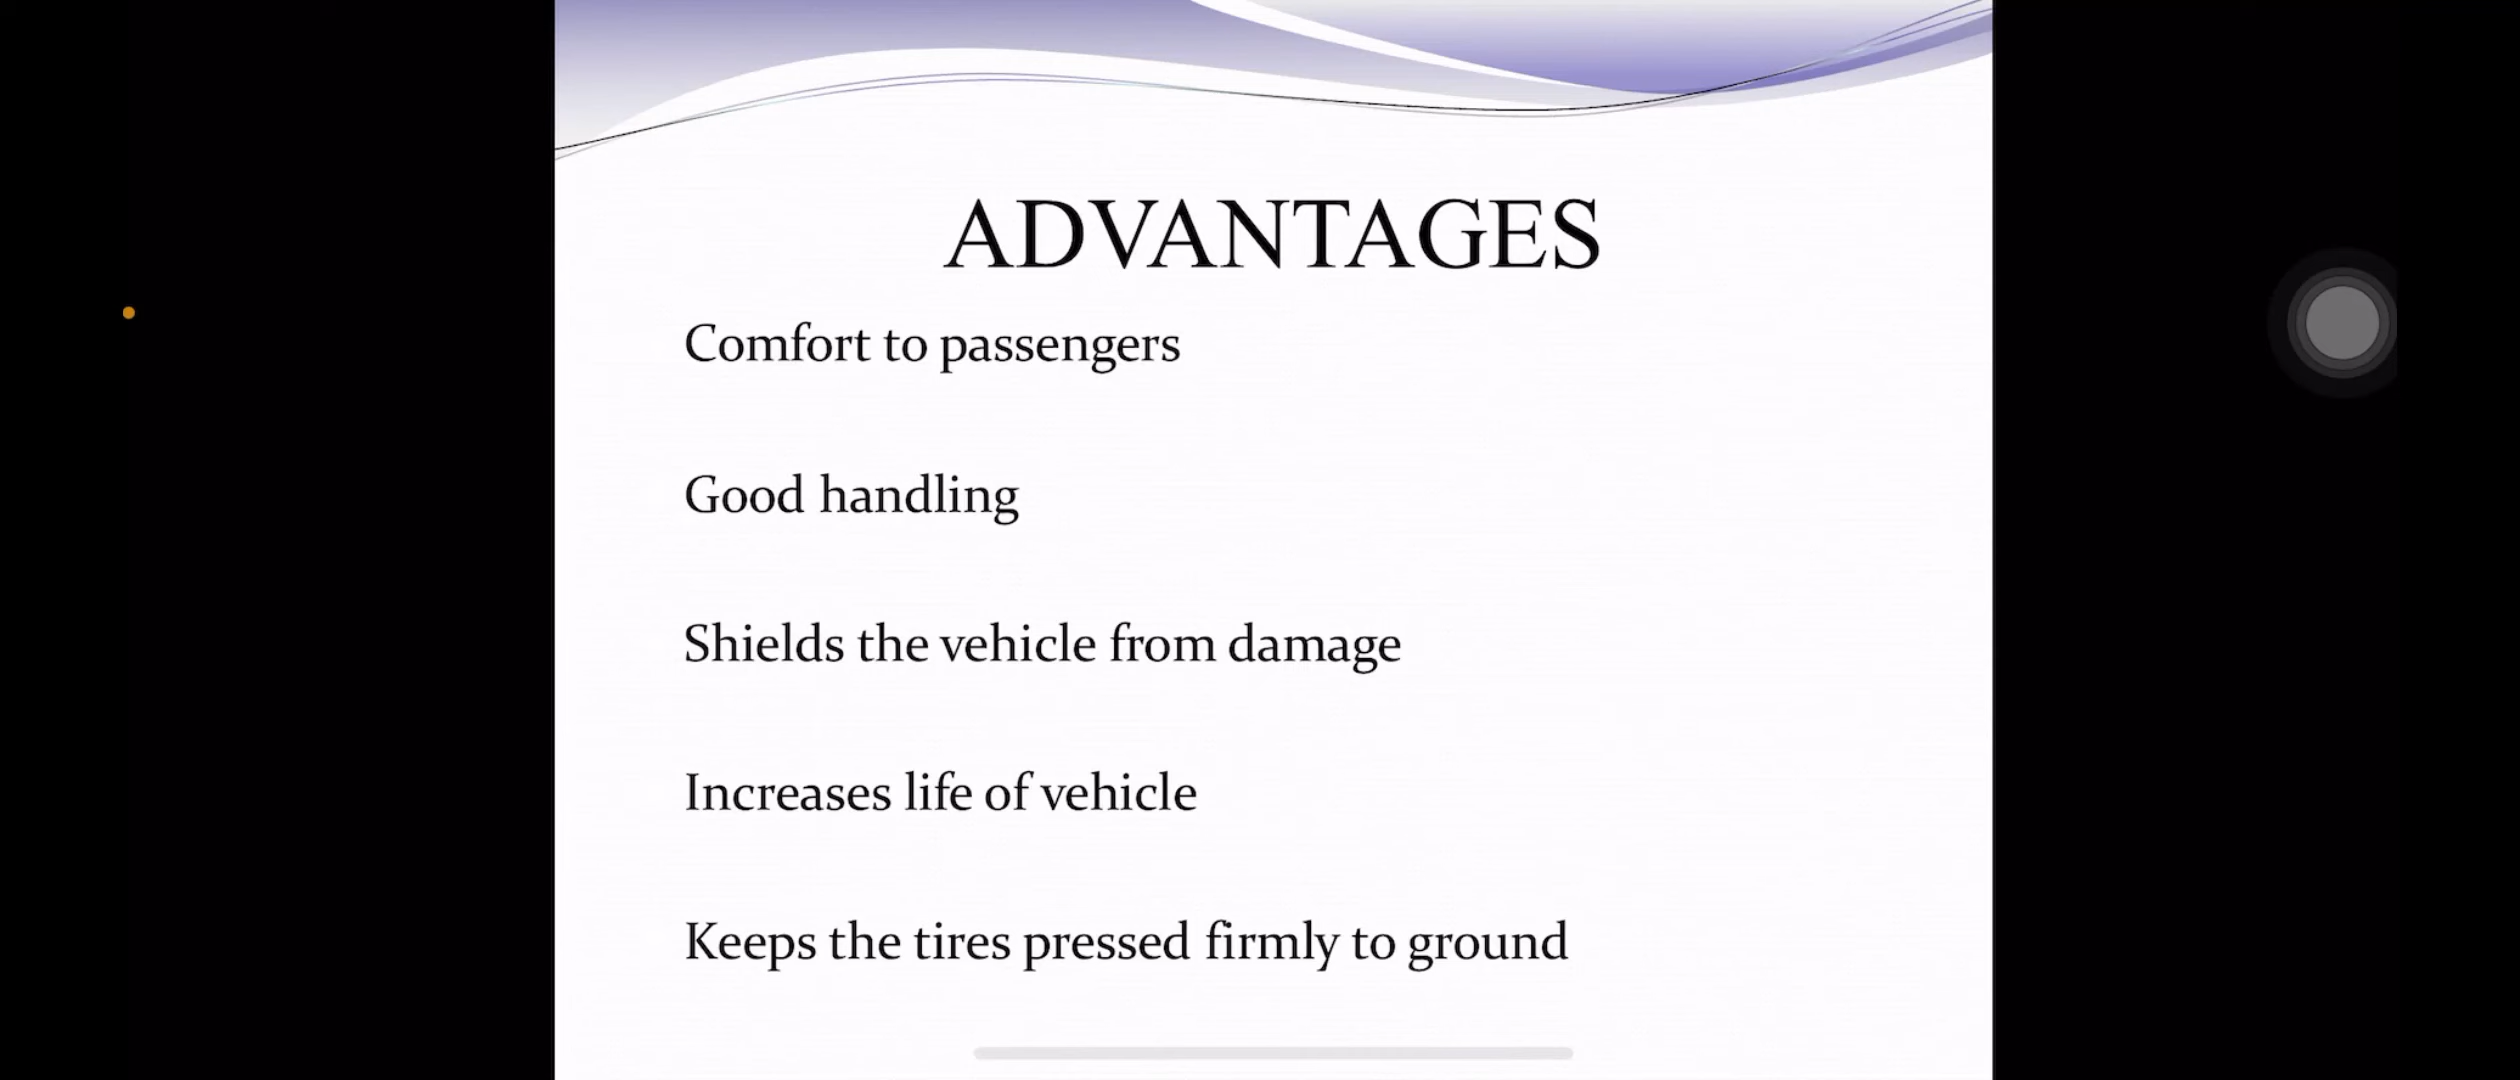 ADVANTAGES
Comfort to passengers
Good handling
Shields the vehicle from damage
Increases life of vehicle
Keeps the tires pressed firmly to ground